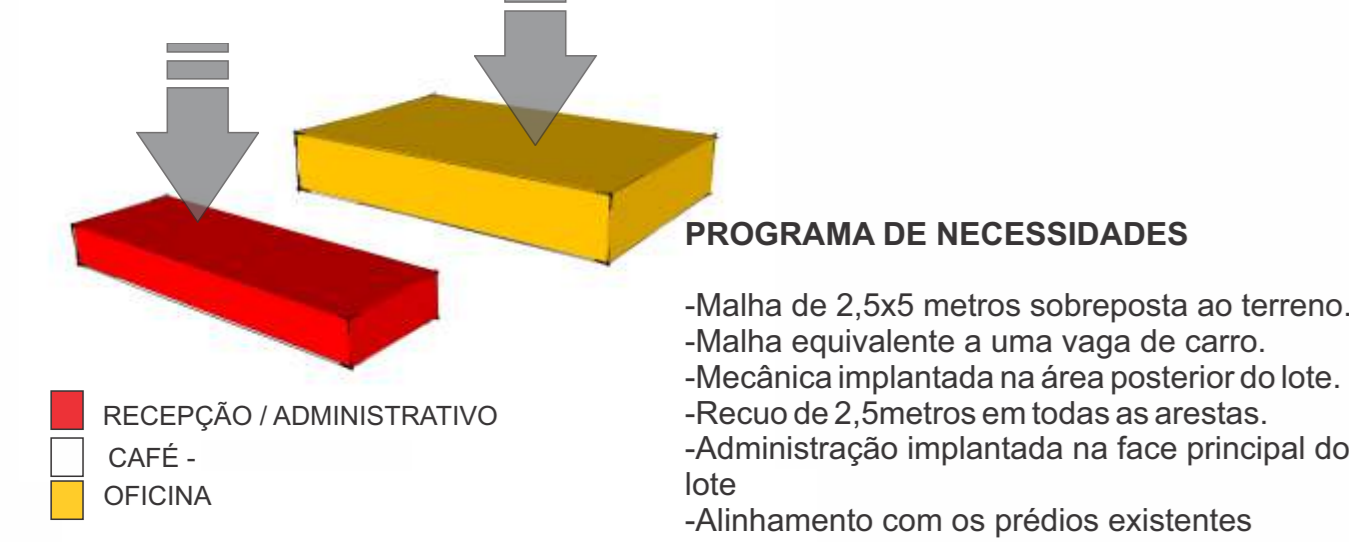 PROGRAMA DE NECESSIDADES
-Malha de 2,5x5 metros sobreposta ao terreno.
-Malha equivalente a uma vaga de carro.
-Mecânica implantada na área posterior do lote.
-Recuo de 2,5metros em todas as arestas.
-Administração implantada na face principal do
lote
-Alinhamento com os prédios existentes
RECEPÇÃO / ADMINISTRATIVO
CAFÉ -
OFICINA